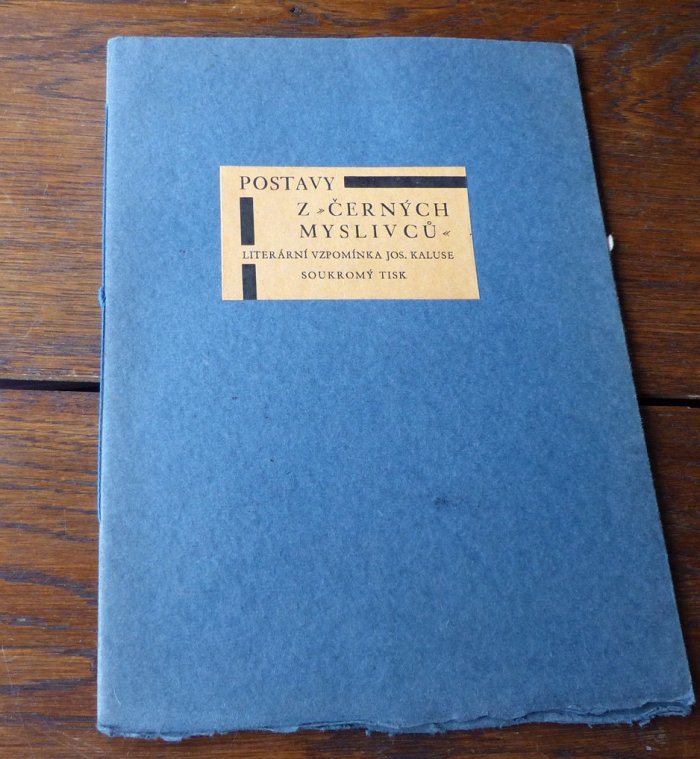 POSTAVY
Z »ČERNÝCH
MYSLIVCŮ«
LITERÁRNÍ VZPOMÍNKA JOS. KALUSE
SOUKROMÝ TISK